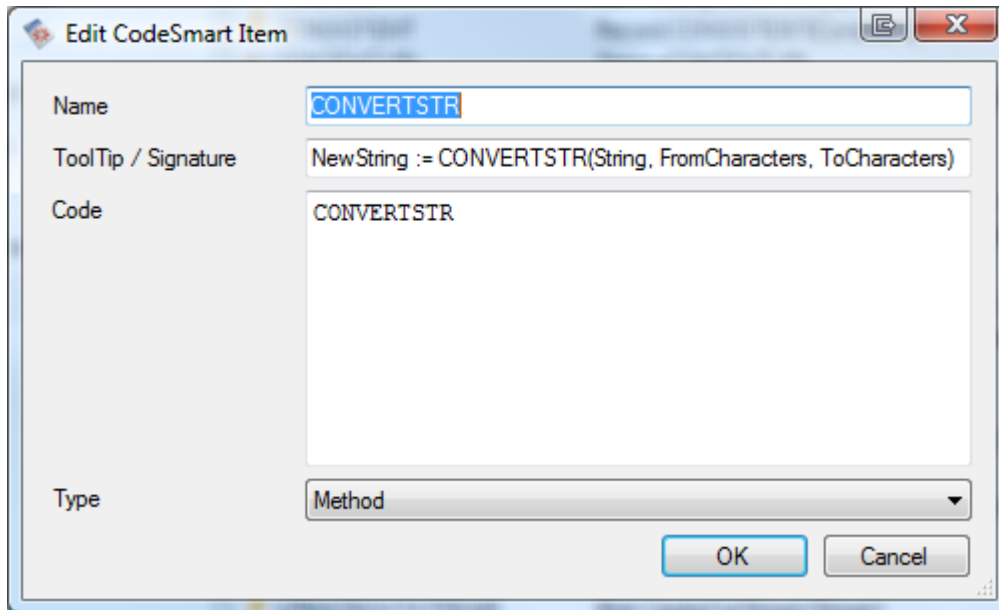 Edit CodeSmart Item
Name
CONVERTSTR
ToolTip / Signature
NewString := CONVERTSTR(String, FromCharacters, ToCharacters)
Code
CONVERTSTR
Type
Method
OK
Cancel